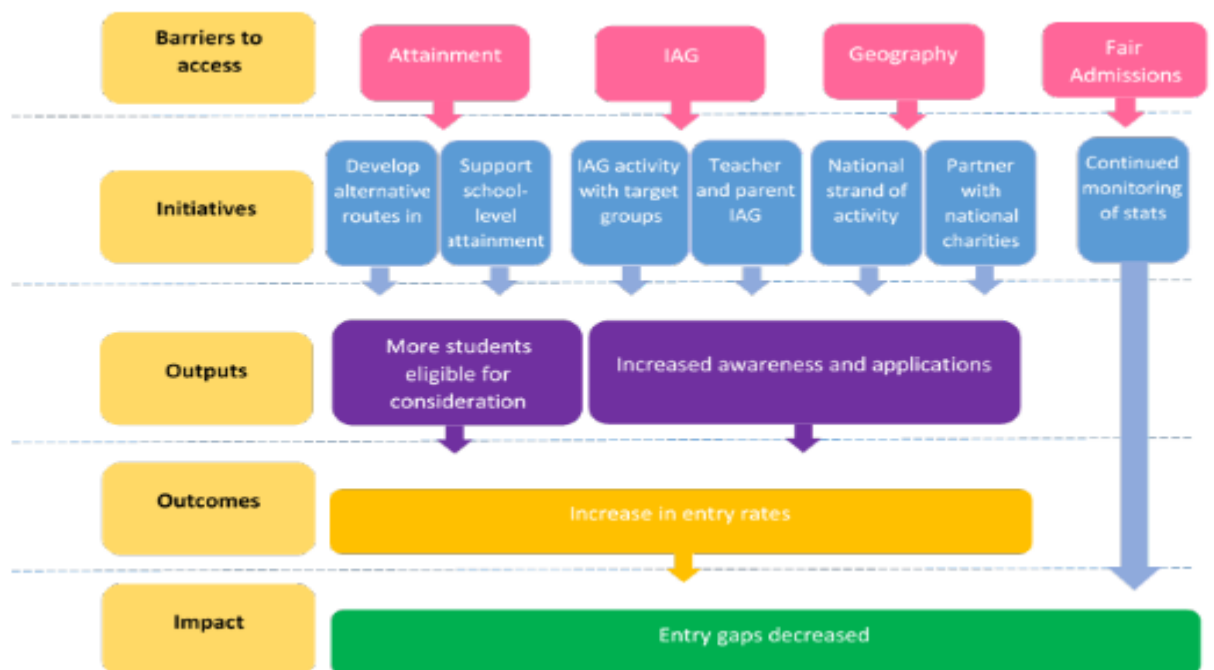 Barriers to
access
Attainment
IAG
Geography
Fair
Admissions
Initiatives
Develop
alternative
routes in
Support
school-
level
attainment
IAG activity
with target
groups
Teacher
and parent
IAG
National
strand of
activity
Partner
with
national
charities
Continued
monitoring
of stats
Outputs
More students
eligible for
consideration
Increased awareness and applications
Outcomes
Increase in entry rates
Impact
Entry gaps decreased